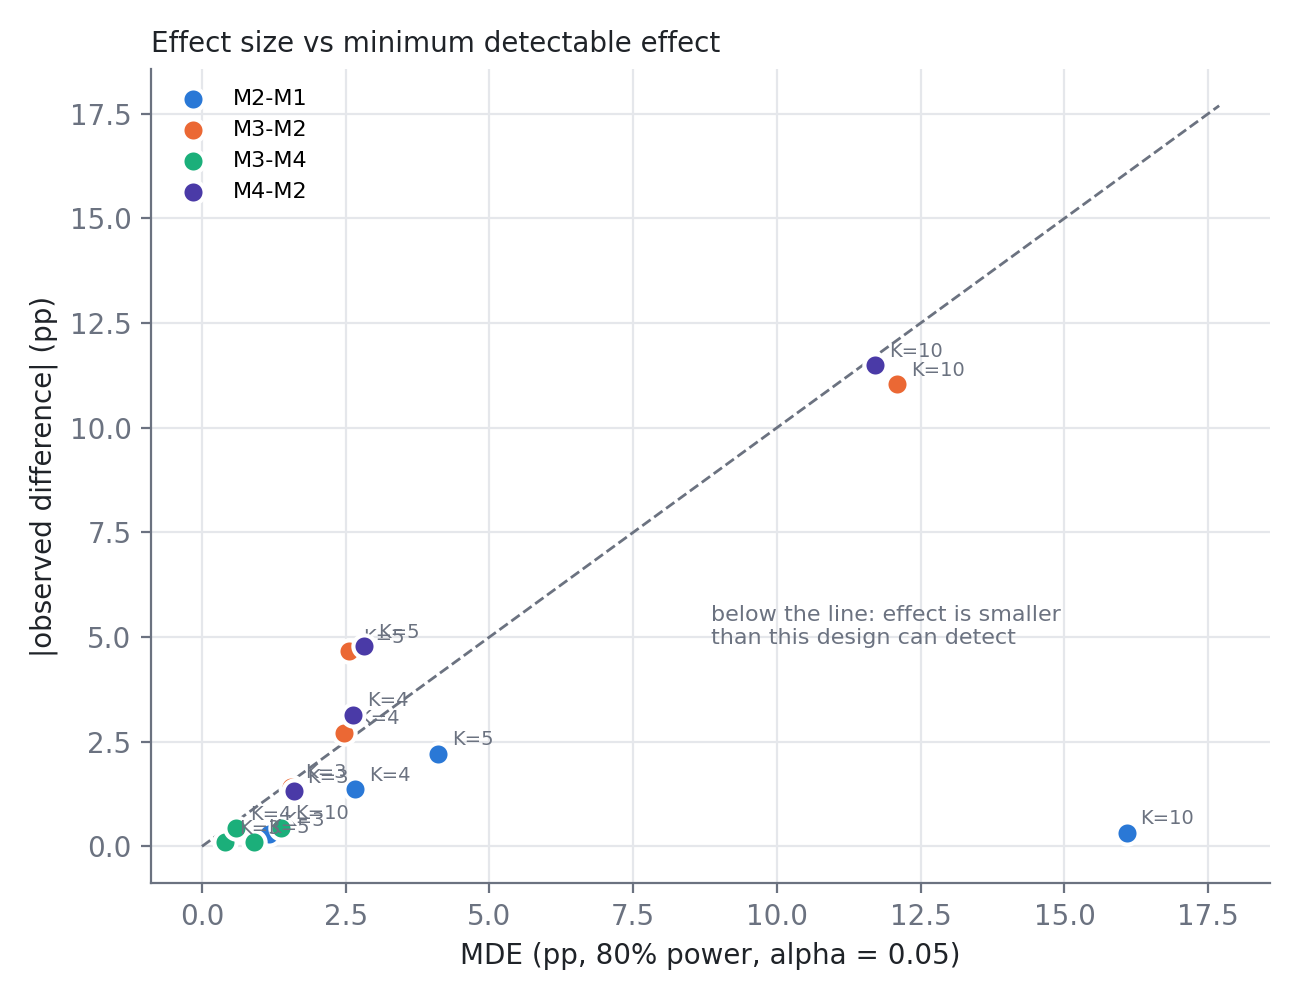 Effect size vs minimum detectable effect
M2-M1
M3-M2
M3-M4
M4-M2
17.5
15.0
12.5
10.0
7.5
5.0
2.5
0.0
|observed difference| (pp)
K=10
K=10
below the line: effect is smaller
than this design can detect
K=5
K=5
K=4
K=4
K=5
K=4
K=3
K=3
K=10
K=4
K=10
K=3
K=5
0.0
2.5
5.0
7.5
10.0
12.5
15.0
17.5
MDE (pp, 80% power, alpha = 0.05)